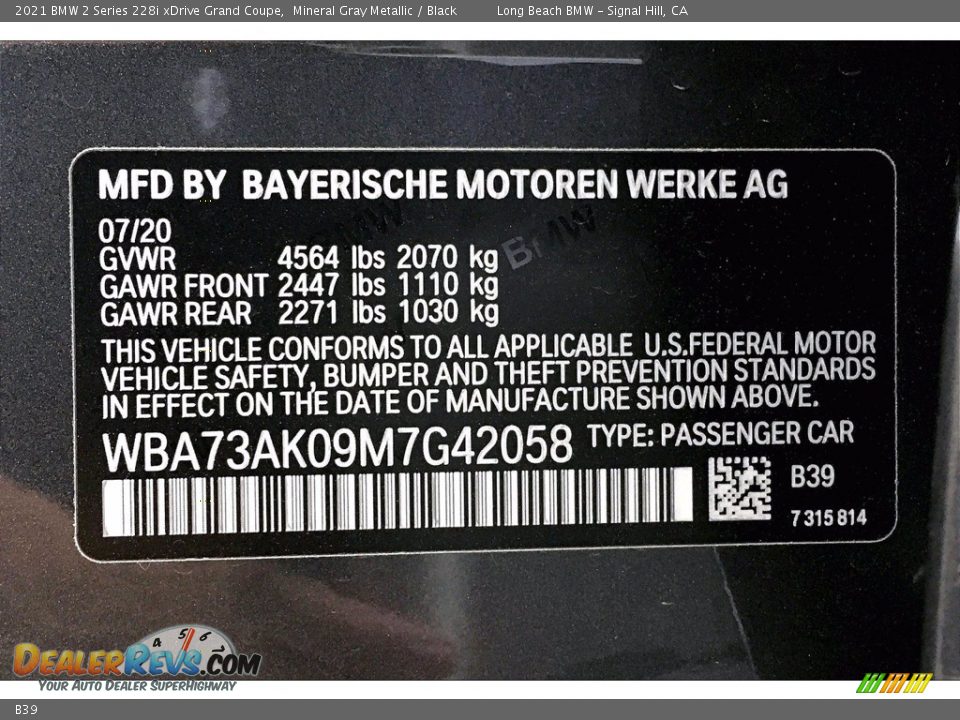 2021 BMW 2 Series 228i xDrive Grand Coupe, Mineral Gray Metallic / Black Long Beach BMW - Signal Hill, CA
MFD BY BAYERISCHE MOTOREN WERKE AG
07/20
GVWR 4564 lbs 2070 kg
GAWR FRONT 2447 lbs 1110 kg
GAWR REAR 2271 lbs 1030 kg
THIS VEHICLE CONFORMS TO ALL APPLICABLE U.S.FEDERAL MOTOR
VEHICLE SAFETY, BUMPER AND THEFT PREVENTION STANDARDS
IN EFFECT ON THE DATE OF MANUFACTURE SHOWN ABOVE.
WBA73AK09M7G42058 TYPE: PASSENGER CAR
B39
7 315 814
4 5 6
DEALERREVS.COM
YOUR AUTO DEALER SUPERHIGHWAY
B39